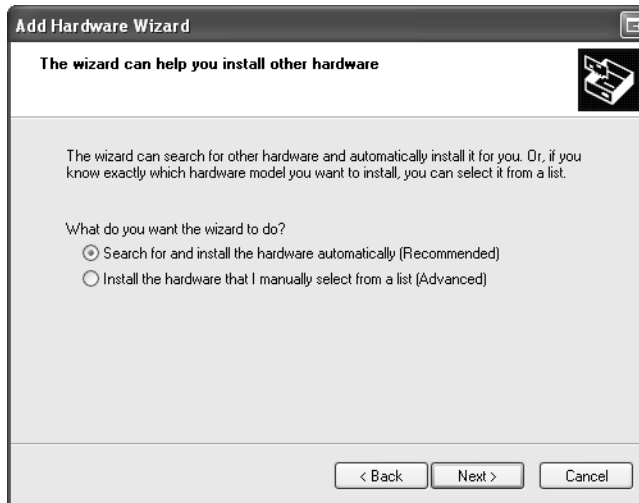 Add Hardware Wizard
The wizard can help you install other hardware
The wizard can search for other hardware and automatically install it for you. Or, if you
know exactly which hardware model you want to install, you can select it from a list.
What do you want the wizard to do?
Search for and install the hardware automatically (Recommended)
Install the hardware that I manually select from a list (Advanced)
< Back
Next >
Cancel